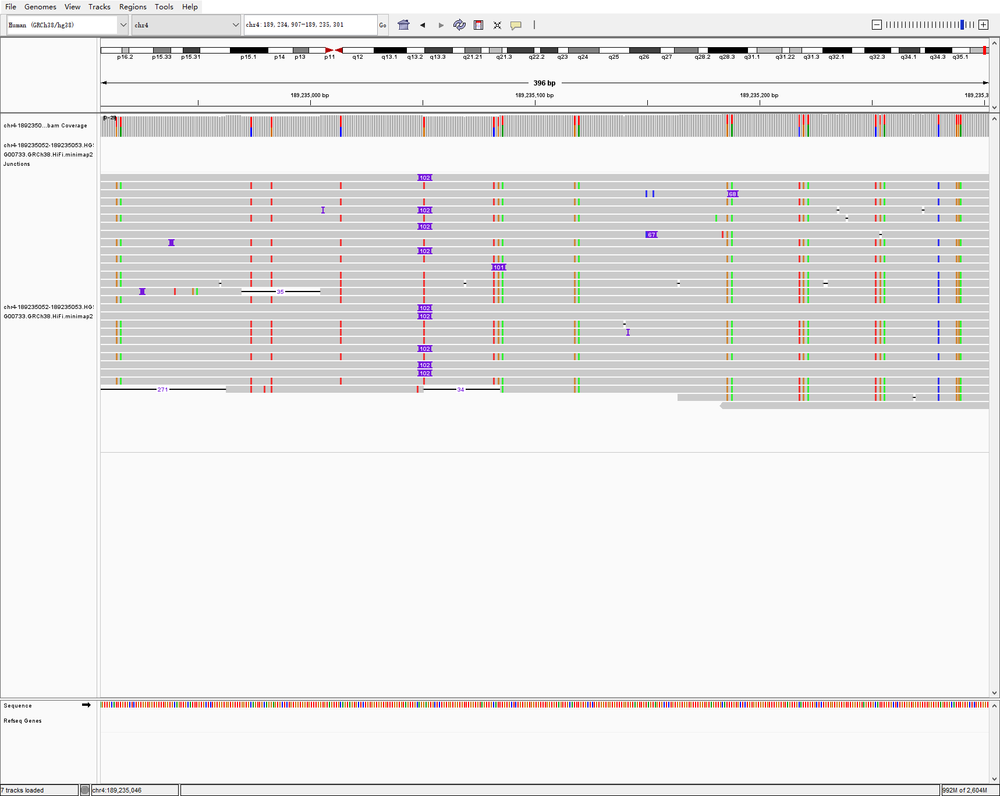 File Genomes View Tracks Regions Tools Help
Human (GRCh38/hg38) chr4 chr4:189,234,907-189,235,301 Go
p16.2 p15.33 p15.31 p15.1 p14 p13 p11 q12 q13.1 q13.2 q13.3 q21.21 q21.3 q22.2 q23 q24 q25 q26 q27 q28.2 q28.3 q31.1 q31.22 q31.3 q32.1 q32.3 q34.1 q34.3 q35.1
396 bp
189,235,000 bp 189,235,100 bp 189,235,200 bp 189,235,3
[0-29]
chr4-1892350...bam Coverage
chr4-189235052-189235053.HG
G00733.GRCh38.HiFi.minimap2
Junctions
102
68
102
102
67
102
101
35
102
chr4-189235052-189235053.HG
102
G00733.GRCh38.HiFi.minimap2
102
102
102
271 34
Sequence
Refseq Genes
7 tracks loaded chr4:189,235,046 992M of 2,604M